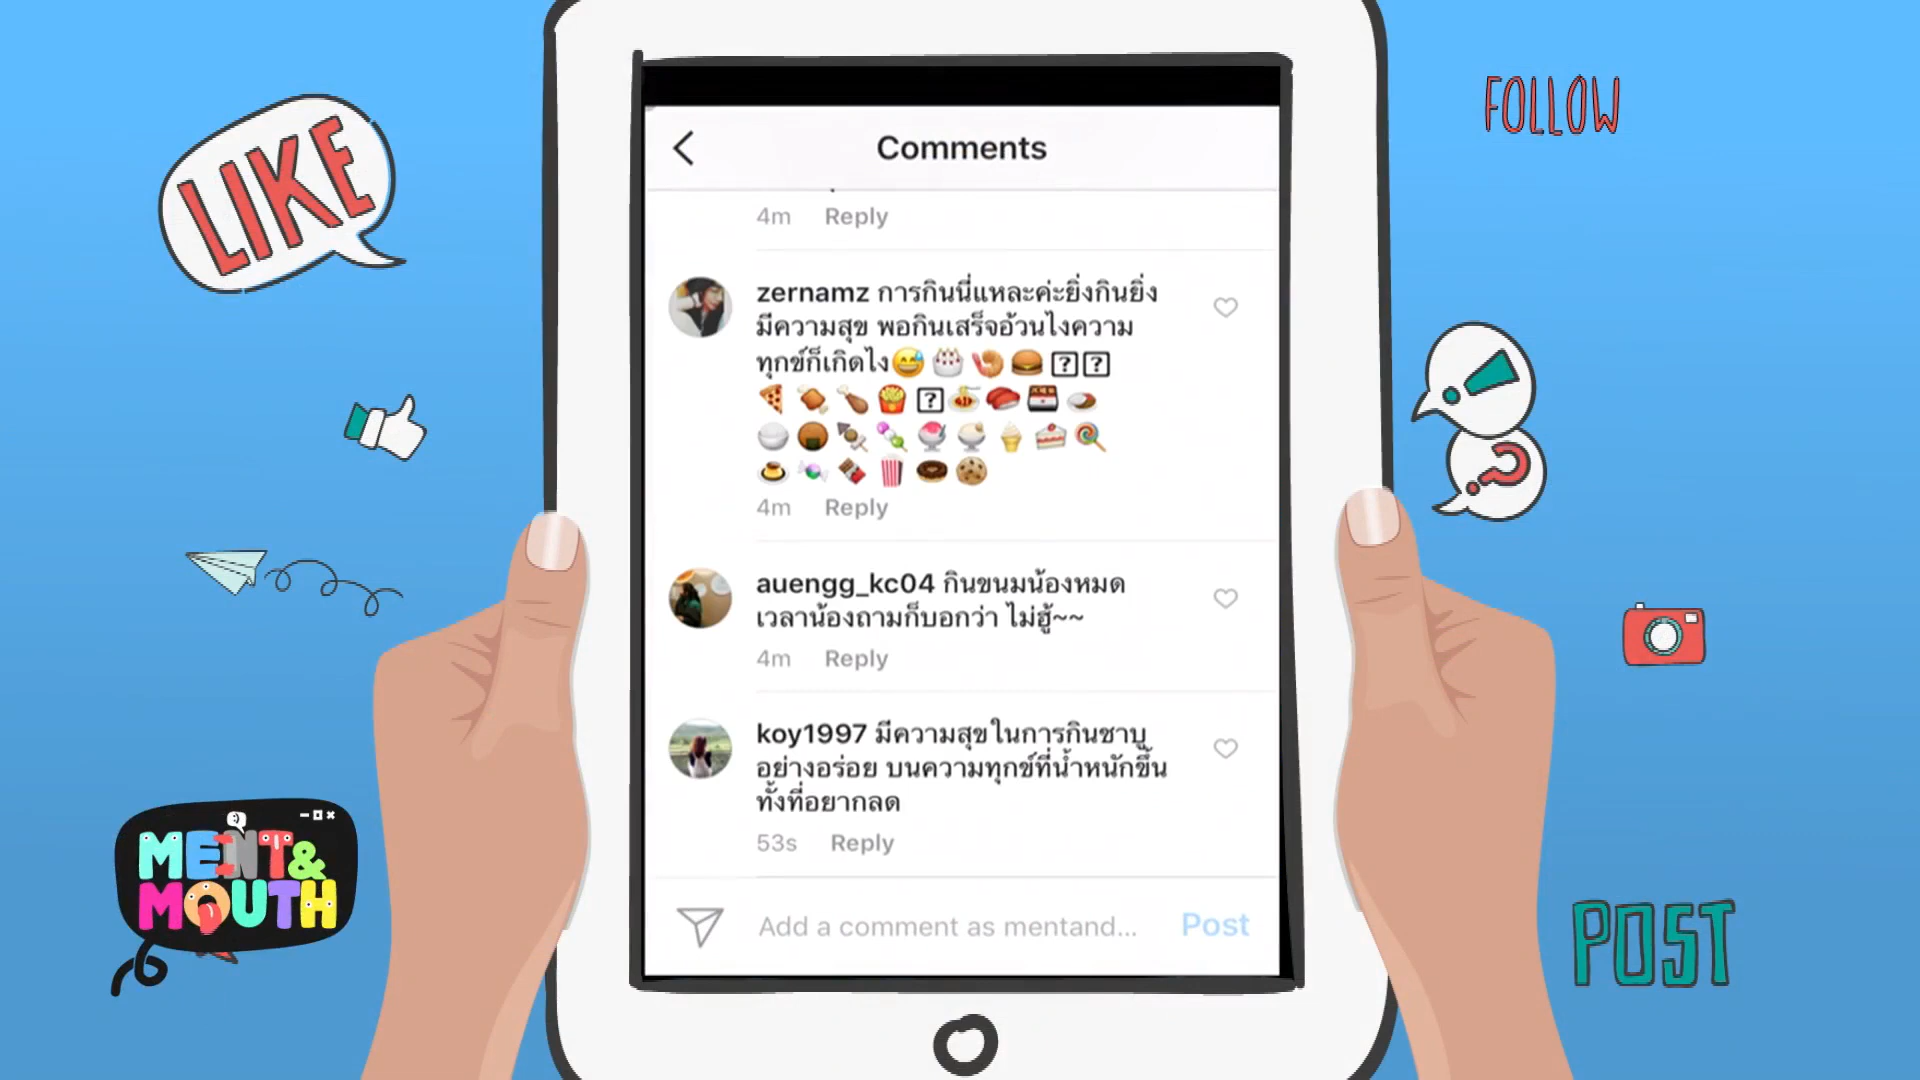 LIKE
FOLLOW
Comments
4m Reply
zernamz การกินนี่แหละค่ะยิ่งกินยิ่ง
มีความสุข พอกินเสร็จอ้วนไงความ
ทุกข์ก็เกิดไง😅🎂🍤🍔
🍕🍖🍗🍟🍝🍣🍱🍛
🍚🍘🍢🍡🍧🍨🍦🍰🍭
🍮🍬🍫🍿🍩🍪
4m Reply
auengg_kc04 กินขนมน้องหมด
เวลาน้องถามก็บอกว่า ไม่ฮู้~~
4m Reply
koy1997 มีความสุขในการกินชาบู
อย่างอร่อย บนความทุกข์ที่น้ำหนักขึ้น
ทั้งที่อยากลด
53s Reply
Add a comment as mentand... Post
MENT&
MOUTH
POST